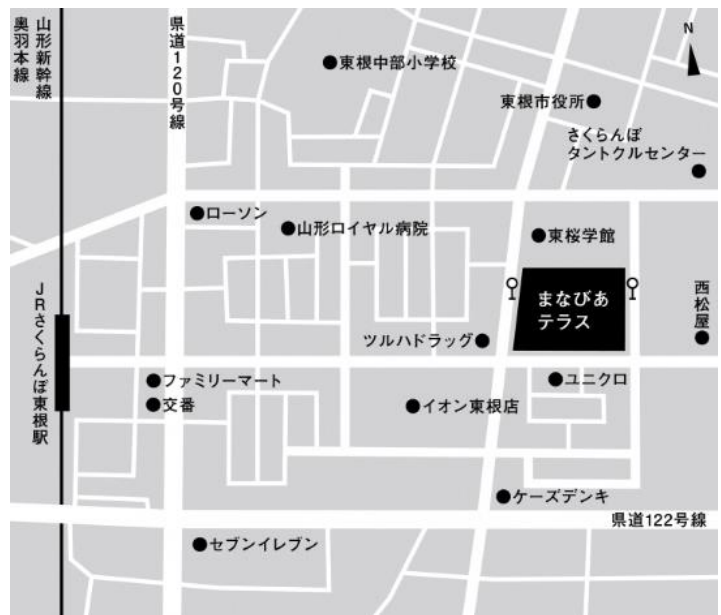 山形新幹線
奥羽本線
県道120号線
東根中部小学校
N
東根市役所
さくらんぼ
タントクルセンター
ローソン
山形ロイヤル病院
東桜学館
まなびあ
テラス
西松屋
JRさくらんぼ東根駅
ツルハドラッグ
ファミリーマート
交番
ユニクロ
イオン東根店
ケーズデンキ
県道122号線
セブンイレブン